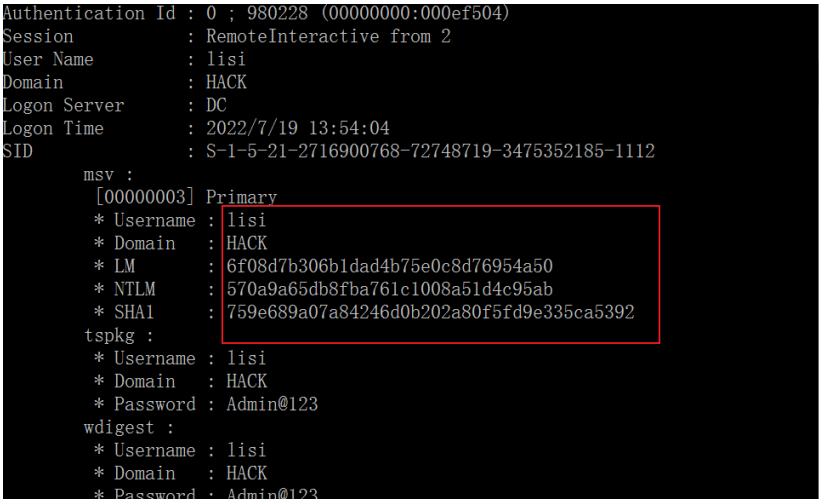 Authentication Id : 0 ; 980228 (00000000:000ef504)
Session           : RemoteInteractive from 2
User Name         : lisi
Domain            : HACK
Logon Server      : DC
Logon Time        : 2022/7/19 13:54:04
SID               : S-1-5-21-2716900768-72748719-3475352185-1112
        msv :
         [00000003] Primary
         * Username : lisi
         * Domain   : HACK
         * LM       : 6f08d7b306b1dad4b75e0c8d76954a50
         * NTLM     : 570a9a65db8fba761c1008a51d4c95ab
         * SHA1     : 759e689a07a84246d0b202a80f5fd9e335ca5392
        tspkg :
         * Username : lisi
         * Domain   : HACK
         * Password : Admin@123
        wdigest :
         * Username : lisi
         * Domain   : HACK
         * Password : Admin@123